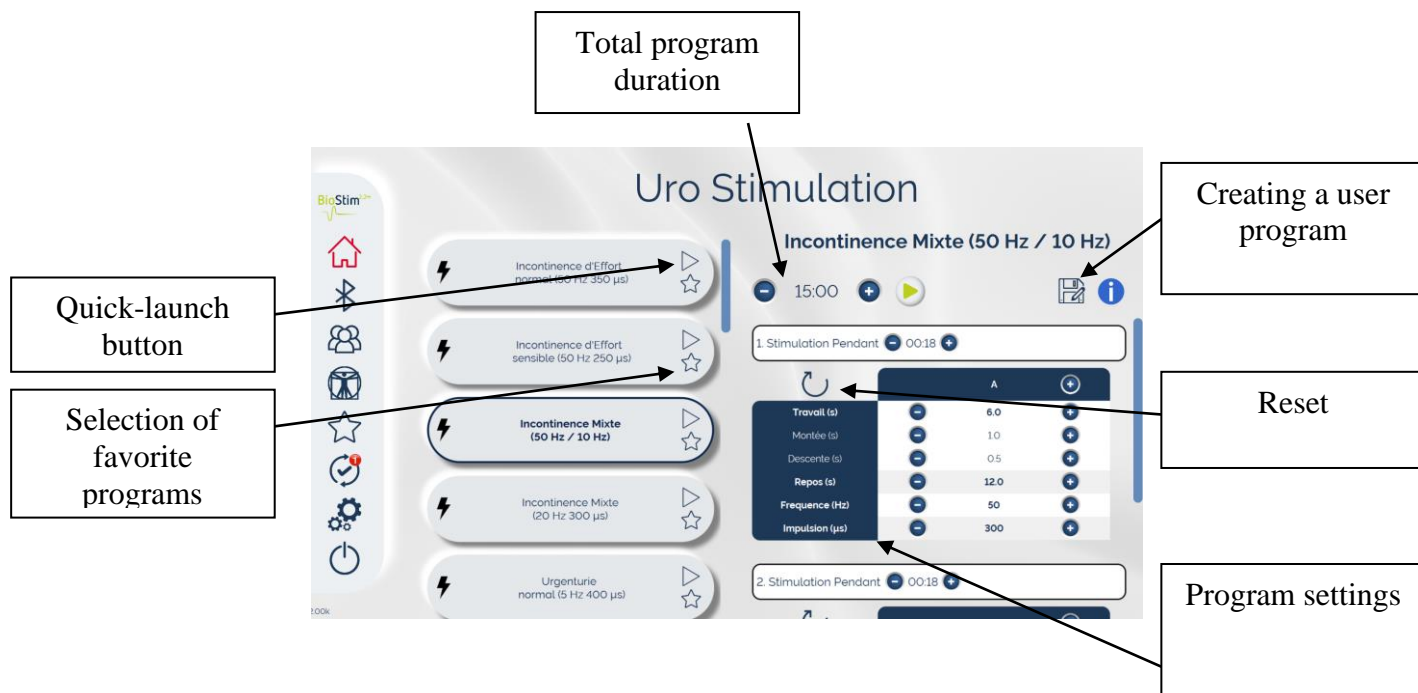 Total program
duration
Creating a user
program
Quick-launch
button
Selection of
favorite
programs
Reset
Program settings
BioStim
Uro Stimulation
Incontinence d'Effort
normal (50 Hz 350 µs)
Incontinence d'Effort
sensible (50 Hz 250 µs)
Incontinence Mixte
(50 Hz / 10 Hz)
Incontinence Mixte
(20 Hz 300 µs)
Urgenturie
normal (5 Hz 400 µs)
Incontinence Mixte (50 Hz / 10 Hz)
15:00
1. Stimulation Pendant 00:18
A
Travail (s) 6.0
Montée (s) 1.0
Descente (s) 0.5
Repos (s) 12.0
Frequence (Hz) 50
Impulsion (µs) 300
2. Stimulation Pendant 00:18